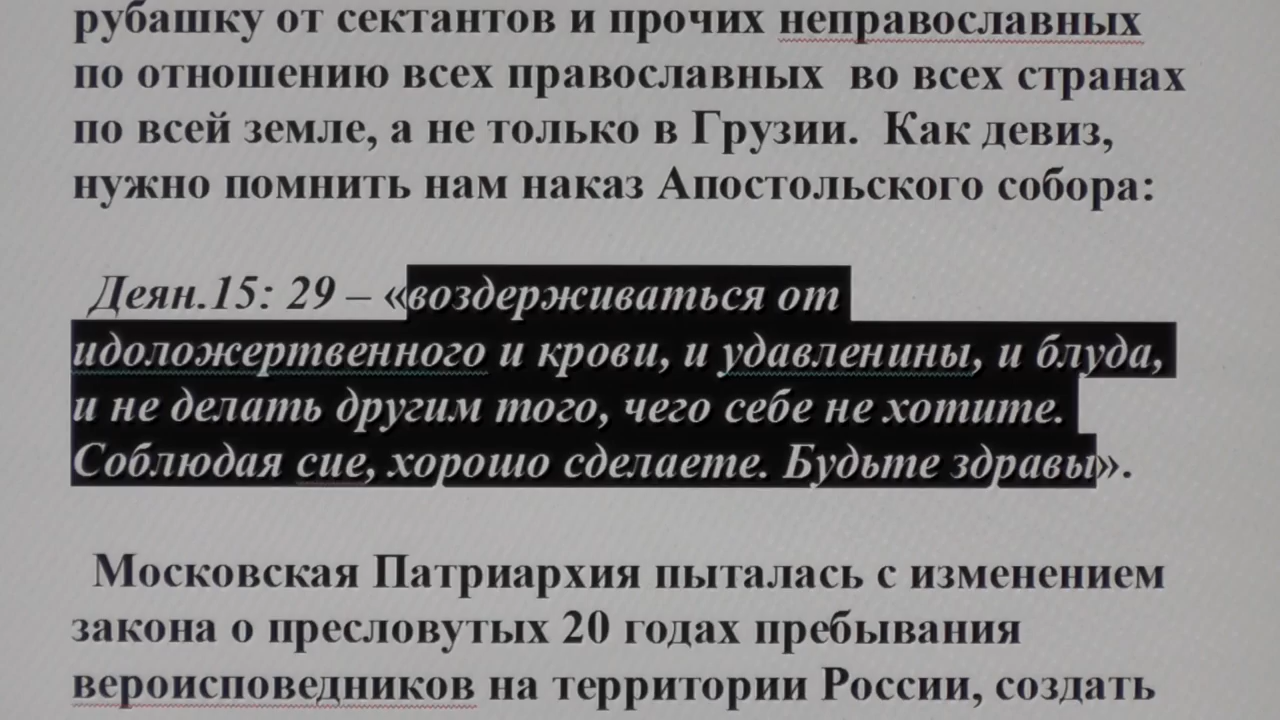 рубашку от сектантов и прочих неправославных
по отношению всех православных во всех странах
по всей земле, а не только в Грузии. Как девиз,
нужно помнить нам наказ Апостольского собора:
Деян.15: 29 – «воздерживаться от
идоложертвенного и крови, и удавленины, и блуда,
и не делать другим того, чего себе не хотите.
Соблюдая сие, хорошо сделаете. Будьте здравы».
Московская Патриархия пыталась с изменением
закона о пресловутых 20 годах пребывания
вероисповедников на территории России, создать